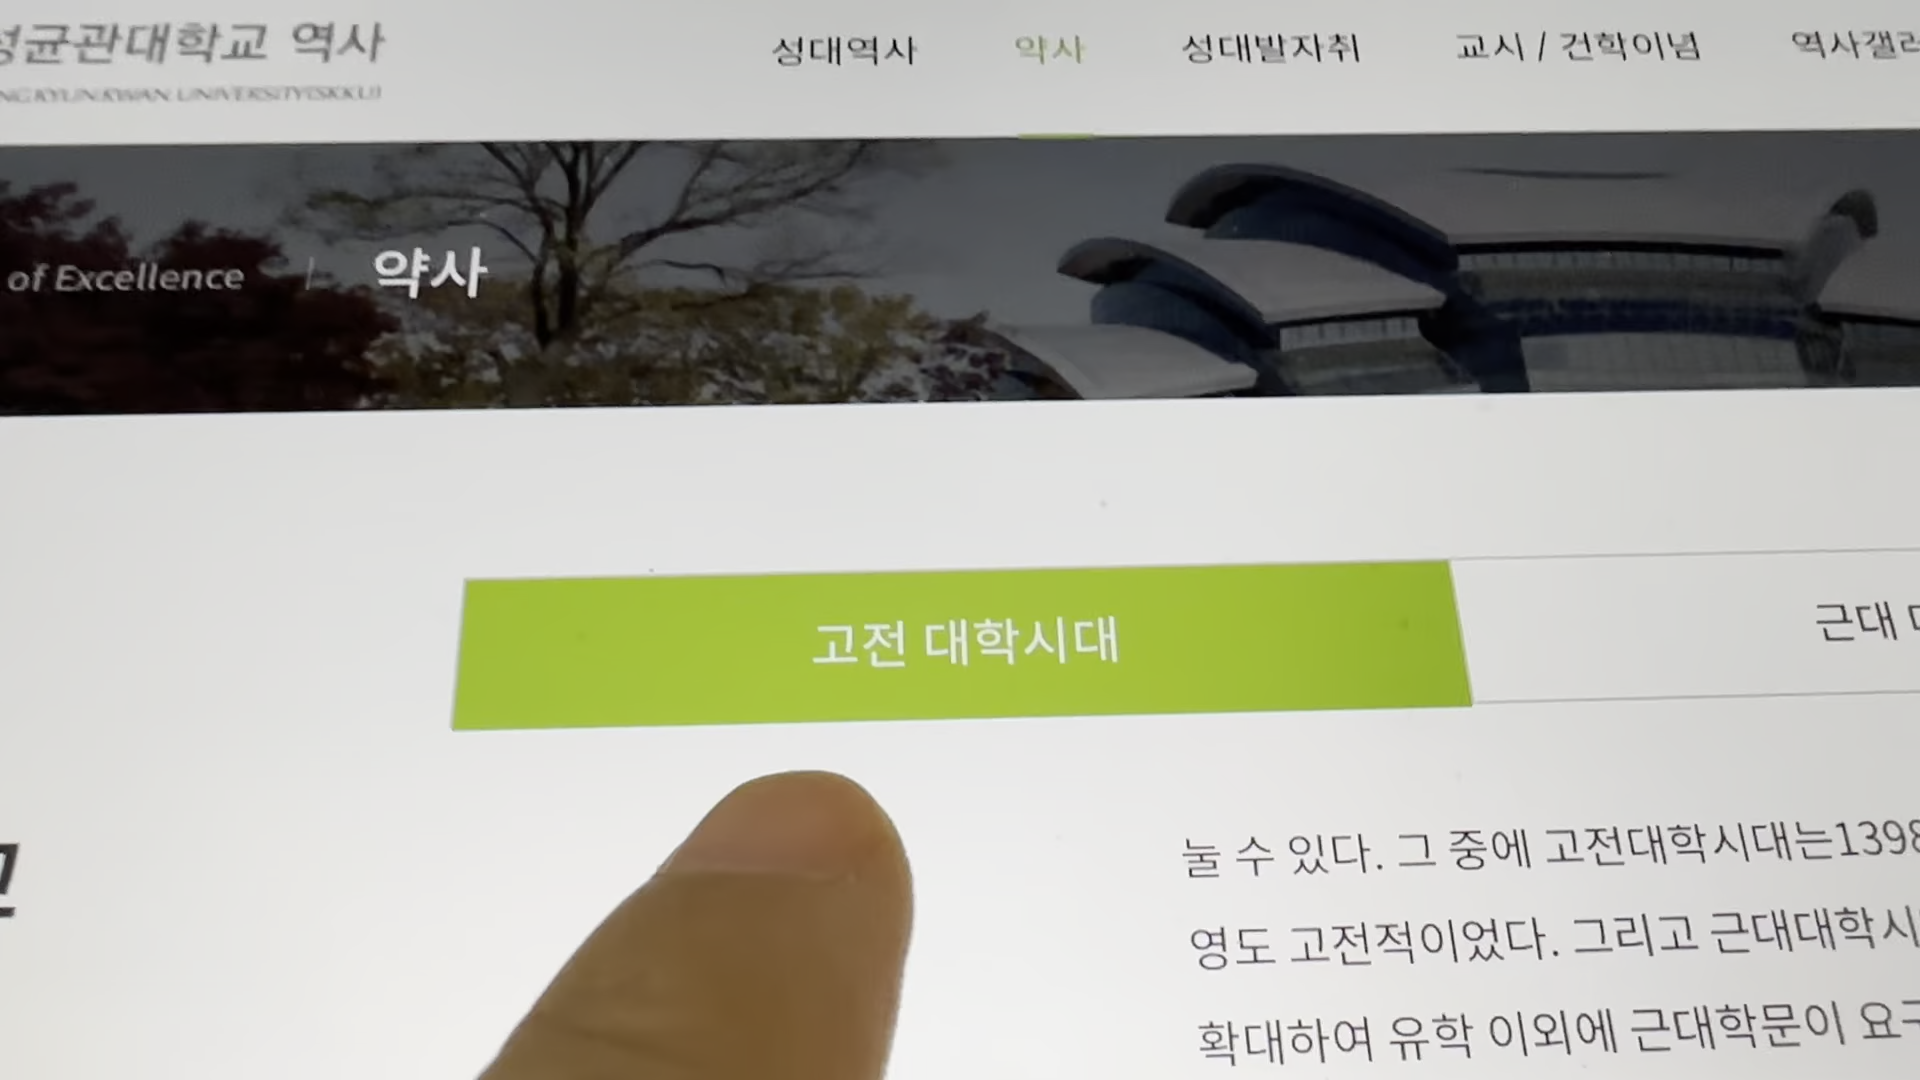 성균관대학교 역사
성대역사 약사 성대발자취 교시 / 건학이념 역사갤러
UNIVERSITY(SKKU)
of Excellence | 약사
고전 대학시대
근대
눌 수 있다. 그 중에 고전대학시대는1398
영도 고전적이었다. 그리고 근대대학시
확대하여 유학 이외에 근대학문이 요구